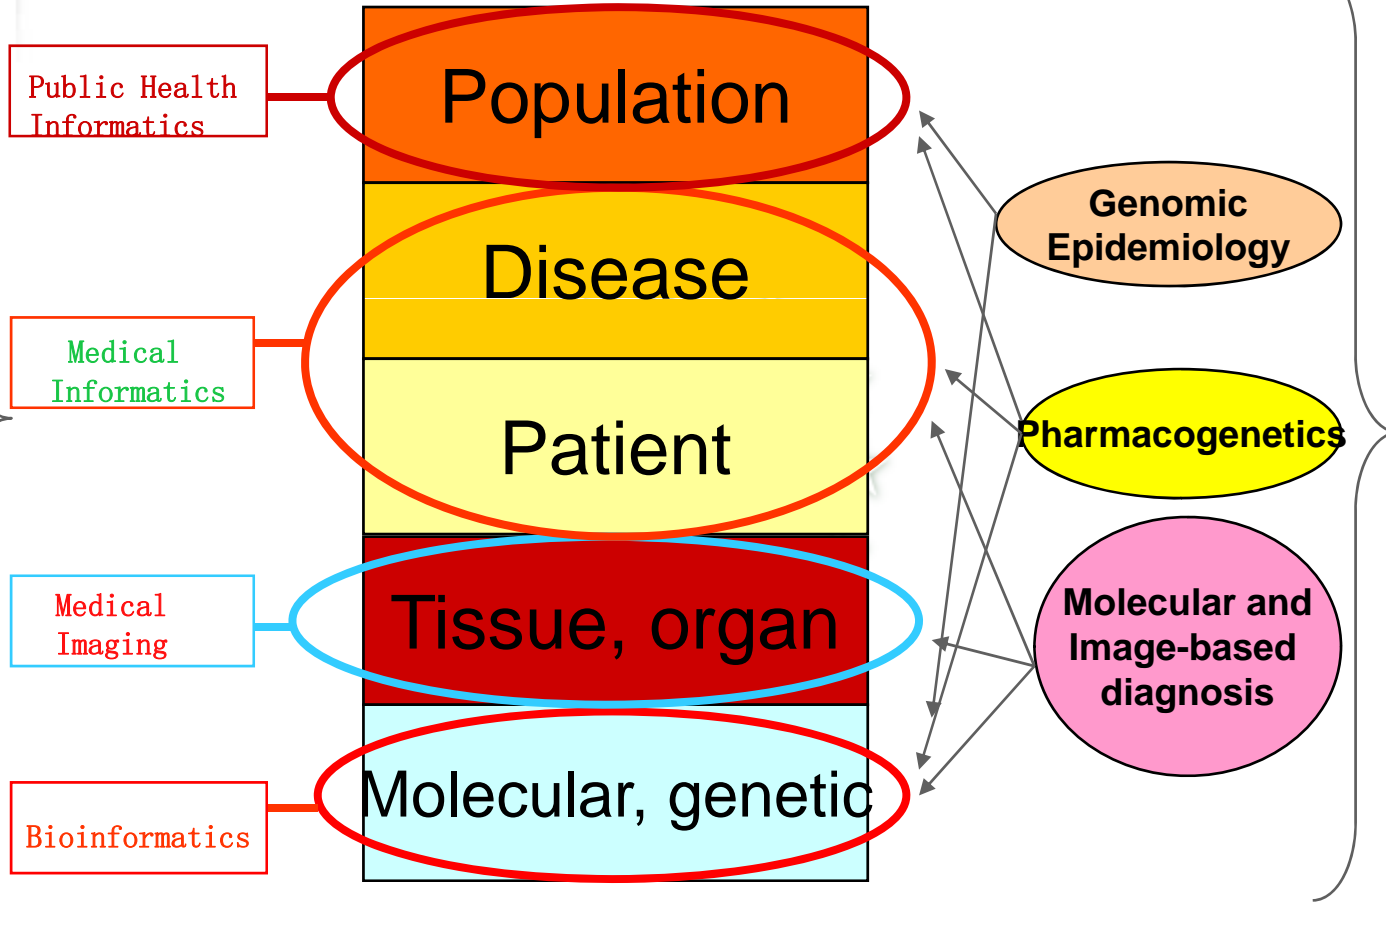 Public Health
Informatics
Medical
Informatics
Medical
Imaging
Bioinformatics
Population
Disease
Patient
Tissue, organ
Molecular, genetic
Genomic
Epidemiology
Pharmacogenetics
Molecular and
Image-based
diagnosis